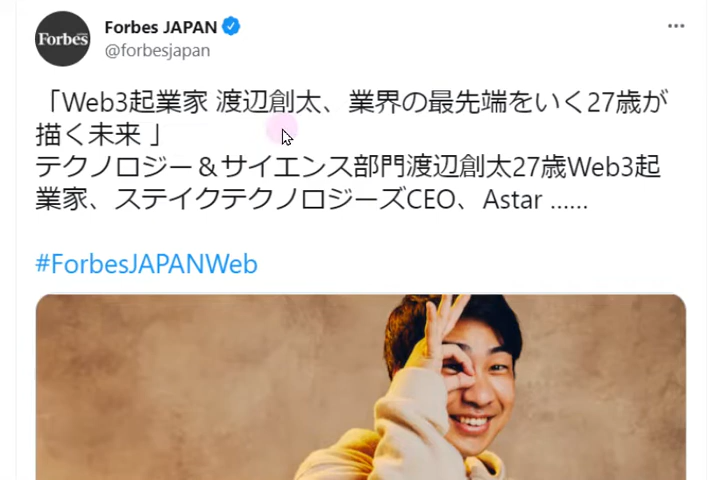 Forbes
Forbes JAPAN
@forbesjapan
「Web3起業家 渡辺創太、業界の最先端をいく27歳が
描く未来 」
テクノロジー＆サイエンス部門渡辺創太27歳Web3起
業家、ステイクテクノロジーズCEO、Astar ……
#ForbesJAPANWeb